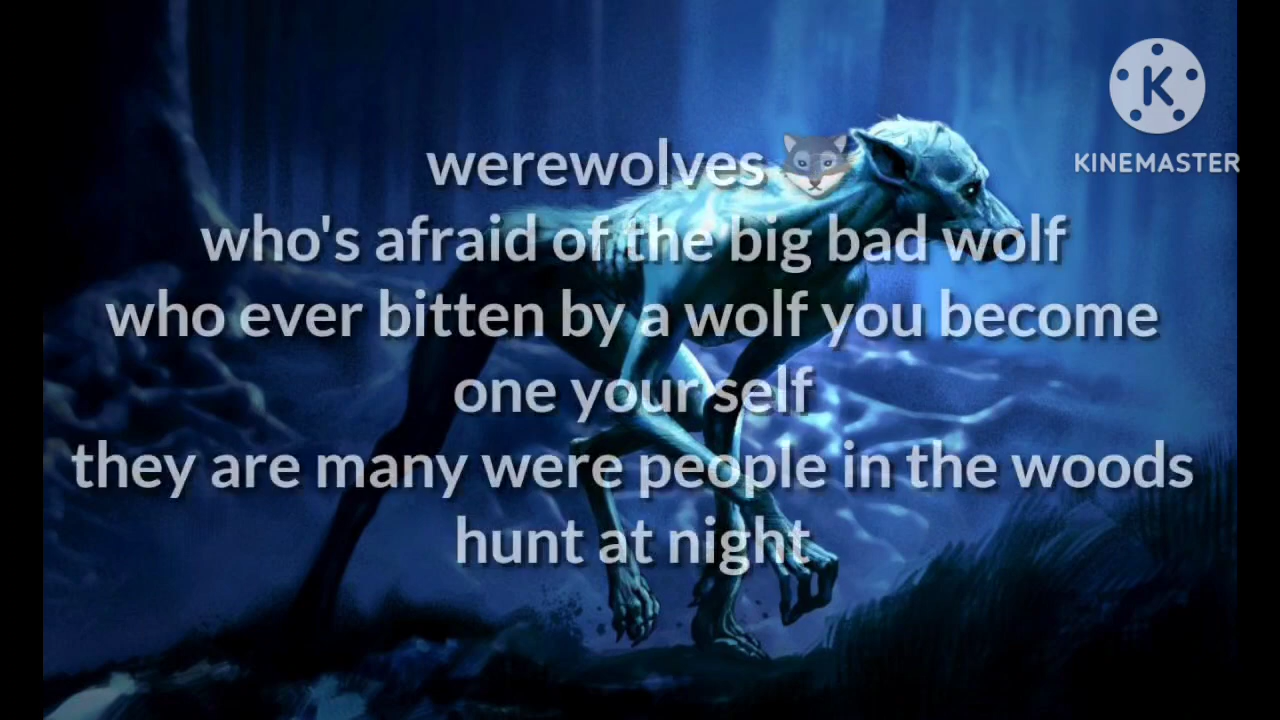 werewolves 🐺
who's afraid of the big bad wolf
who ever bitten by a wolf you become
one your self
they are many were people in the woods
hunt at night
K
KINEMASTER